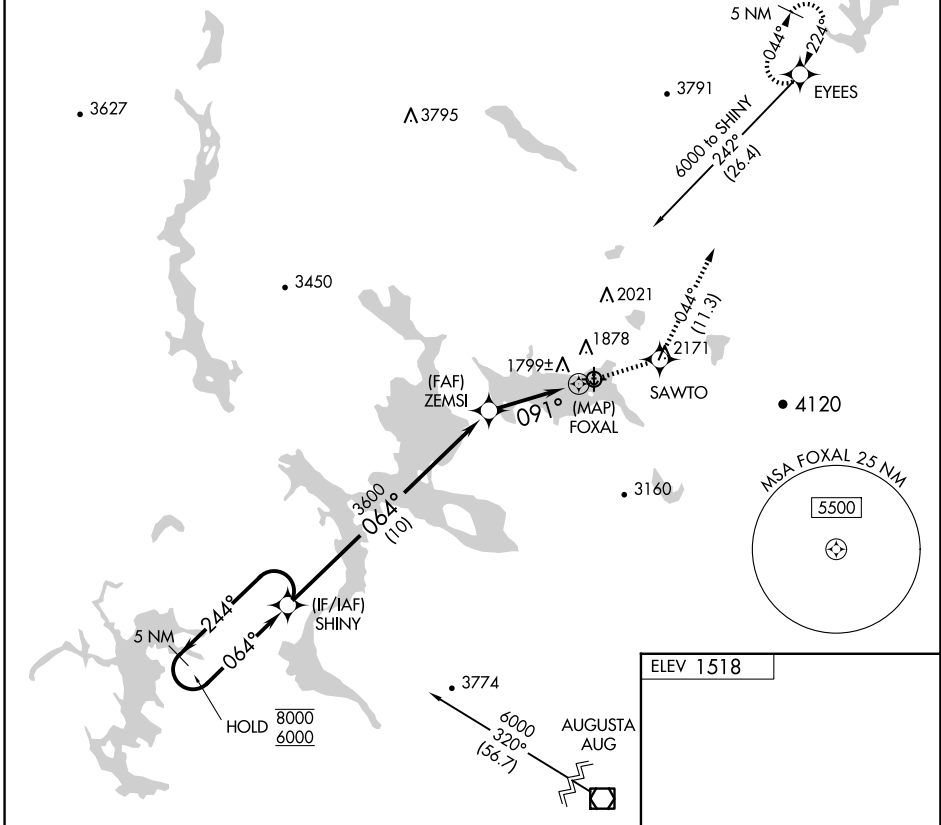 5 NM
044°
224°
EYEES
3791
3627
3795
6000 to SHINY
242°
(26.4)
3450
2021
044°
(11.3)
1878
2171
1799±
SAWTO
(FAF)
ZEMSI
091°
(MAP)
FOXAL
4120
MSA FOXAL 25 NM
5500
3160
3600
064°
(10)
244°
(IF/IAF)
SHINY
5 NM
064°
HOLD
8000
6000
3774
6000
320°
(56.7)
AUGUSTA
AUG
ELEV 1518